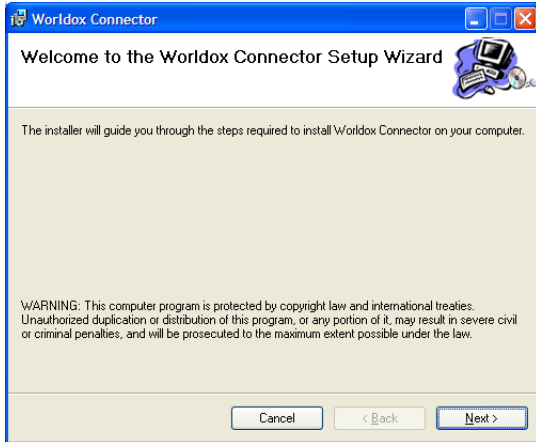 Worldox Connector
Welcome to the Worldox Connector Setup Wizard
The installer will guide you through the steps required to install Worldox Connector on your computer.
WARNING: This computer program is protected by copyright law and international treaties.
Unauthorized duplication or distribution of this program, or any portion of it, may result in severe civil
or criminal penalties, and will be prosecuted to the maximum extent possible under the law.
Cancel < Back Next >